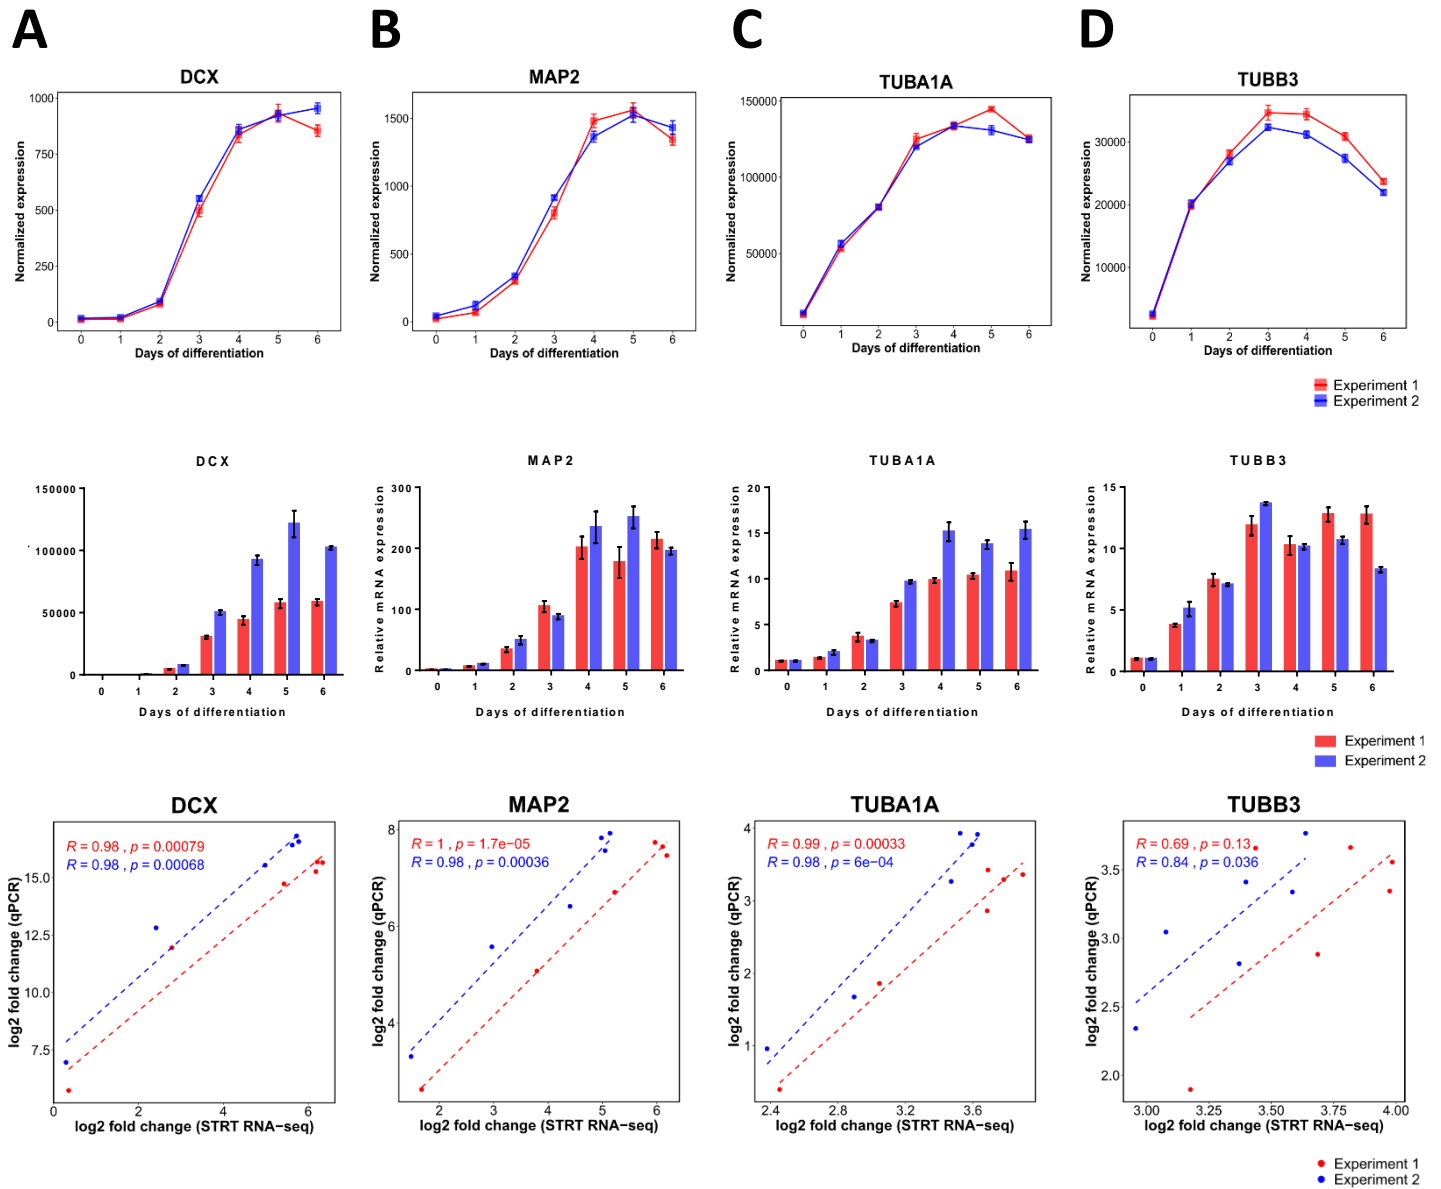 A B C D
DCX MAP2 TUBA1A TUBB3
Normalized expression
1000
750
500
250
0
0 1 2 3 4 5 6
Days of differentiation
Normalized expression
1500
1000
500
0
0 1 2 3 4 5 6
Days of differentiation
Normalized expression
150000
100000
50000
0 1 2 3 4 5 6
Days of differentiation
Normalized expression
30000
20000
10000
0 1 2 3 4 5 6
Days of differentiation
Experiment 1
Experiment 2
DCX
150000
100000
50000
0
0 1 2 3 4 5 6
Days of differentiation
MAP2
Relative mRNA expression
300
200
100
0
0 1 2 3 4 5 6
Days of differentiation
TUBA1A
Relative mRNA expression
20
15
10
5
0
0 1 2 3 4 5 6
Days of differentiation
TUBB3
Relative mRNA expression
15
10
5
0
0 1 2 3 4 5 6
Days of differentiation
Experiment 1
Experiment 2
DCX
R = 0.98 , p = 0.00079
R = 0.98 , p = 0.00068
log2 fold change (qPCR)
15.0
12.5
10.0
7.5
0 2 4 6
log2 fold change (STRT RNA−seq)
MAP2
R = 1 , p = 1.7e−05
R = 0.98 , p = 0.00036
log2 fold change (qPCR)
8
6
4
2 3 4 5 6
log2 fold change (STRT RNA−seq)
TUBA1A
R = 0.99 , p = 0.00033
R = 0.98 , p = 6e−04
log2 fold change (qPCR)
4
3
2
1
2.4 2.8 3.2 3.6
log2 fold change (STRT RNA−seq)
TUBB3
R = 0.69 , p = 0.13
R = 0.84 , p = 0.036
log2 fold change (qPCR)
3.5
3.0
2.5
2.0
3.00 3.25 3.50 3.75 4.00
log2 fold change (STRT RNA−seq)
Experiment 1
Experiment 2